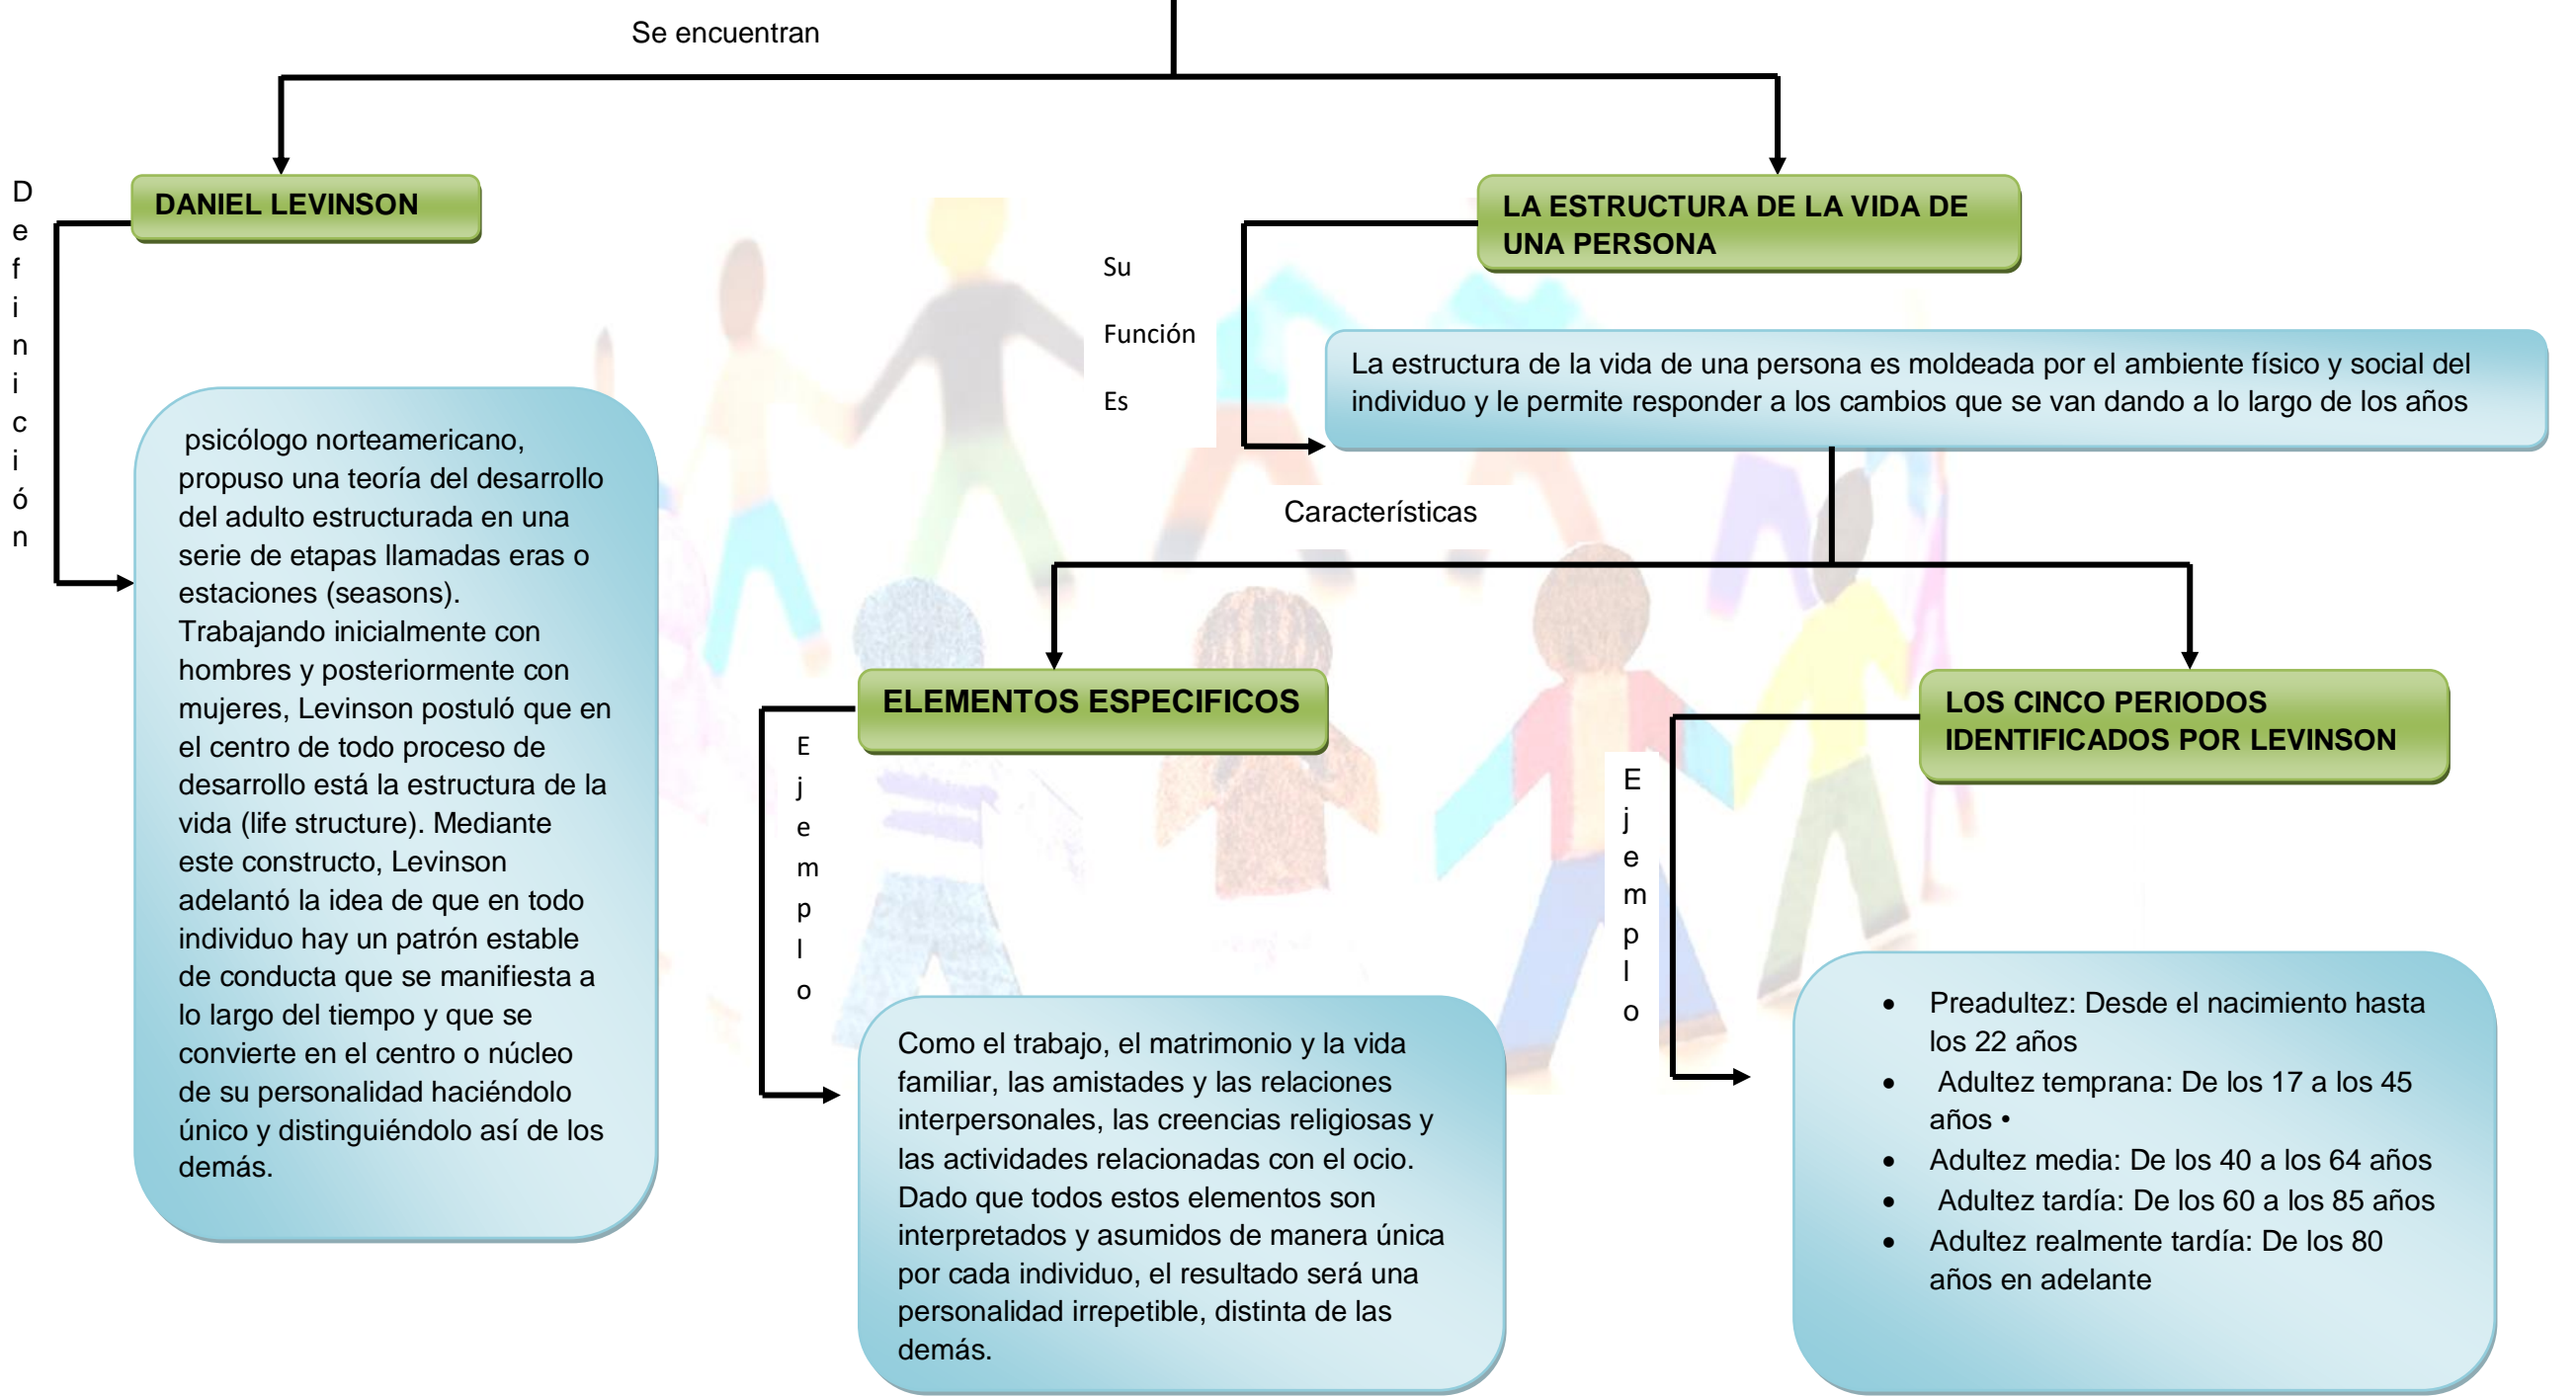 Se encuentran
DANIEL LEVINSON
Definición
psicólogo norteamericano,
propuso una teoría del desarrollo
del adulto estructurada en una
serie de etapas llamadas eras o
estaciones (seasons).
Trabajando inicialmente con
hombres y posteriormente con
mujeres, Levinson postuló que en
el centro de todo proceso de
desarrollo está la estructura de la
vida (life structure). Mediante
este constructo, Levinson
adelantó la idea de que en todo
individuo hay un patrón estable
de conducta que se manifiesta a
lo largo del tiempo y que se
convierte en el centro o núcleo
de su personalidad haciéndolo
único y distinguiéndolo así de los
demás.
LA ESTRUCTURA DE LA VIDA DE
UNA PERSONA
Su
Función
Es
La estructura de la vida de una persona es moldeada por el ambiente físico y social del
individuo y le permite responder a los cambios que se van dando a lo largo de los años
Características
ELEMENTOS ESPECIFICOS
Ejemplo
Como el trabajo, el matrimonio y la vida
familiar, las amistades y las relaciones
interpersonales, las creencias religiosas y
las actividades relacionadas con el ocio.
Dado que todos estos elementos son
interpretados y asumidos de manera única
por cada individuo, el resultado será una
personalidad irrepetible, distinta de las
demás.
LOS CINCO PERIODOS
IDENTIFICADOS POR LEVINSON
Ejemplo
• Preadultez: Desde el nacimiento hasta
los 22 años
• Adultez temprana: De los 17 a los 45
años •
• Adultez media: De los 40 a los 64 años
• Adultez tardía: De los 60 a los 85 años
• Adultez realmente tardía: De los 80
años en adelante